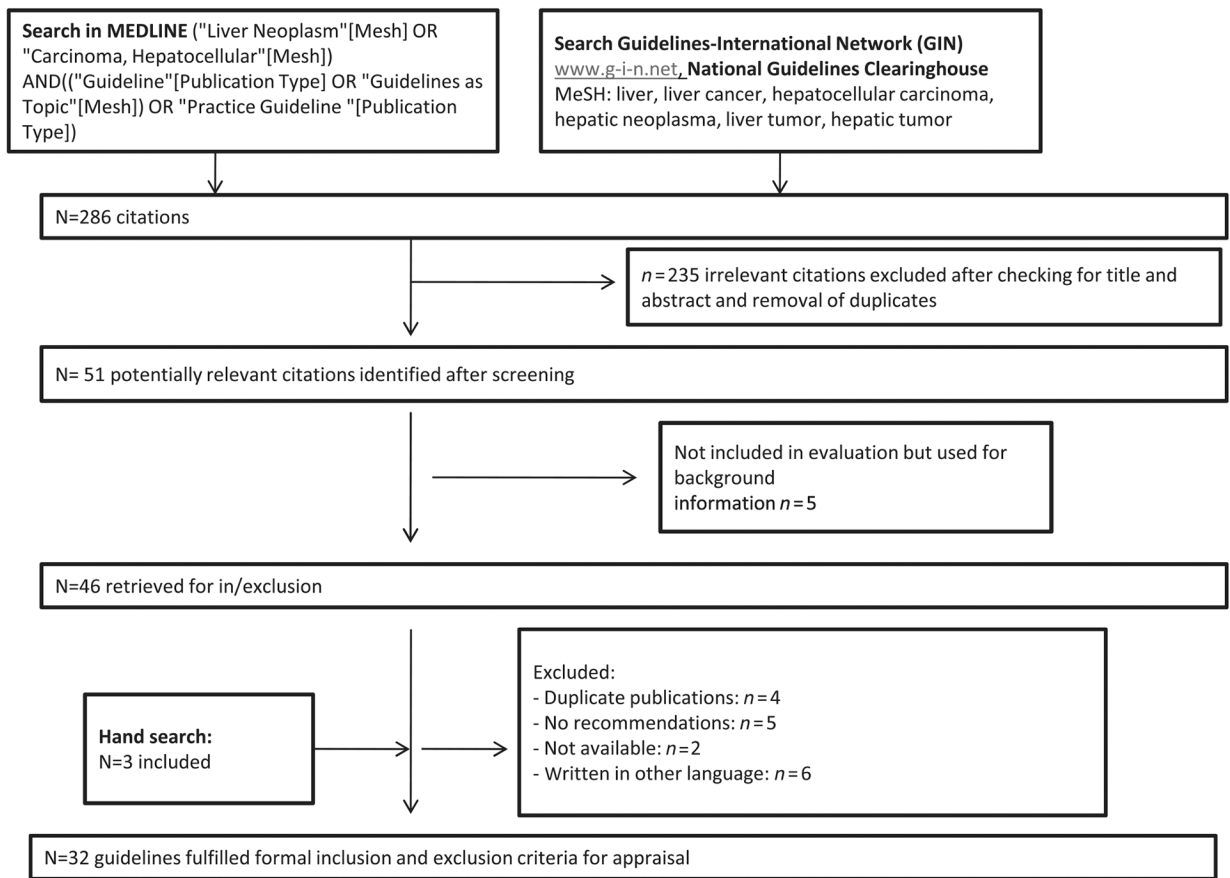 Search in MEDLINE ("Liver Neoplasm"[Mesh] OR
"Carcinoma, Hepatocellular"[Mesh])
AND(("Guideline"[Publication Type] OR "Guidelines as
Topic"[Mesh]) OR "Practice Guideline "[Publication
Type])
Search Guidelines-International Network (GIN)
www.g-i-n.net, National Guidelines Clearinghouse
MeSH: liver, liver cancer, hepatocellular carcinoma,
hepatic neoplasma, liver tumor, hepatic tumor
N=286 citations
n=235 irrelevant citations excluded after checking for title and
abstract and removal of duplicates
N= 51 potentially relevant citations identified after screening
Not included in evaluation but used for
background
information n=5
N=46 retrieved for in/exclusion
Hand search:
N=3 included
Excluded:
- Duplicate publications: n=4
- No recommendations: n=5
- Not available: n=2
- Written in other language: n=6
N=32 guidelines fulfilled formal inclusion and exclusion criteria for appraisal